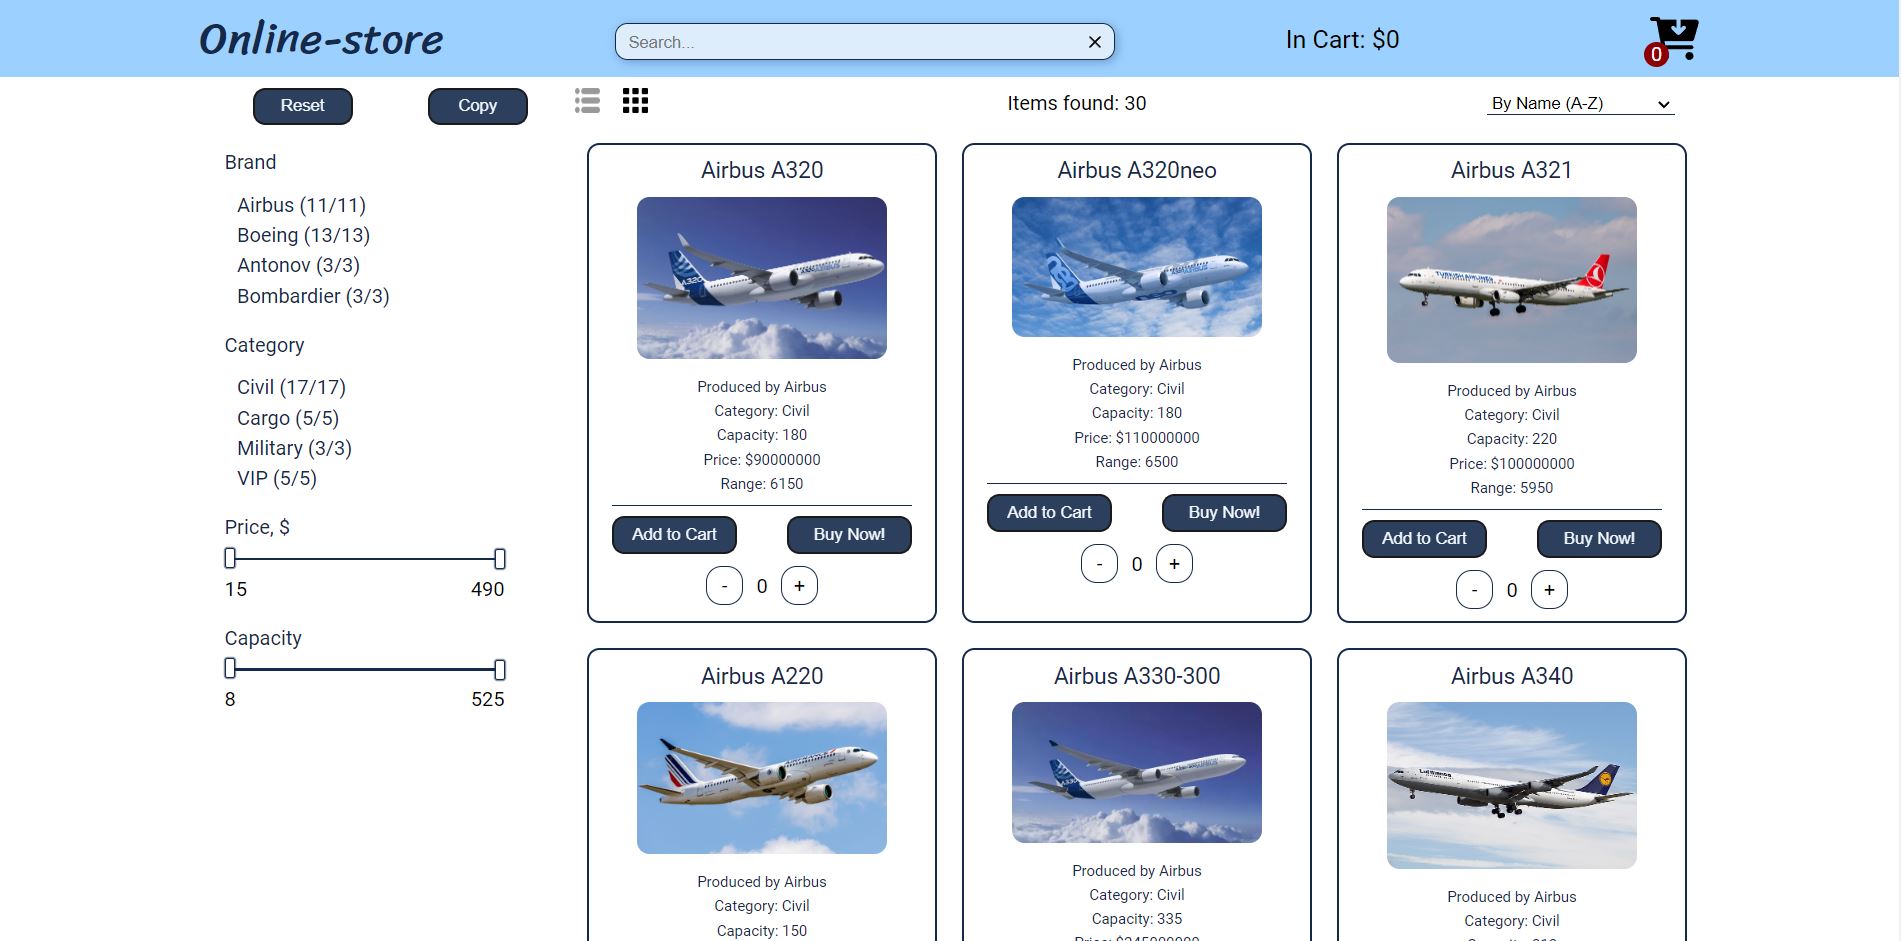 Online-store
Search...
In Cart: $0
0
Reset
Copy
Items found: 30
By Name (A-Z)
Brand
Airbus (11/11)
Boeing (13/13)
Antonov (3/3)
Bombardier (3/3)
Category
Civil (17/17)
Cargo (5/5)
Military (3/3)
VIP (5/5)
Price, $
15 490
Capacity
8 525
Airbus A320
A320
Produced by Airbus
Category: Civil
Capacity: 180
Price: $90000000
Range: 6150
Add to Cart Buy Now!
- 0 +
Airbus A320neo
Produced by Airbus
Category: Civil
Capacity: 180
Price: $110000000
Range: 6500
Add to Cart Buy Now!
- 0 +
Airbus A321
TURKISH AIRLINES
Produced by Airbus
Category: Civil
Capacity: 220
Price: $100000000
Range: 5950
Add to Cart Buy Now!
- 0 +
Airbus A220
AIRFRANCE
Produced by Airbus
Category: Civil
Capacity: 150
Airbus A330-300
A330
Produced by Airbus
Category: Civil
Capacity: 335
Airbus A340
Lufthansa
Produced by Airbus
Category: Civil